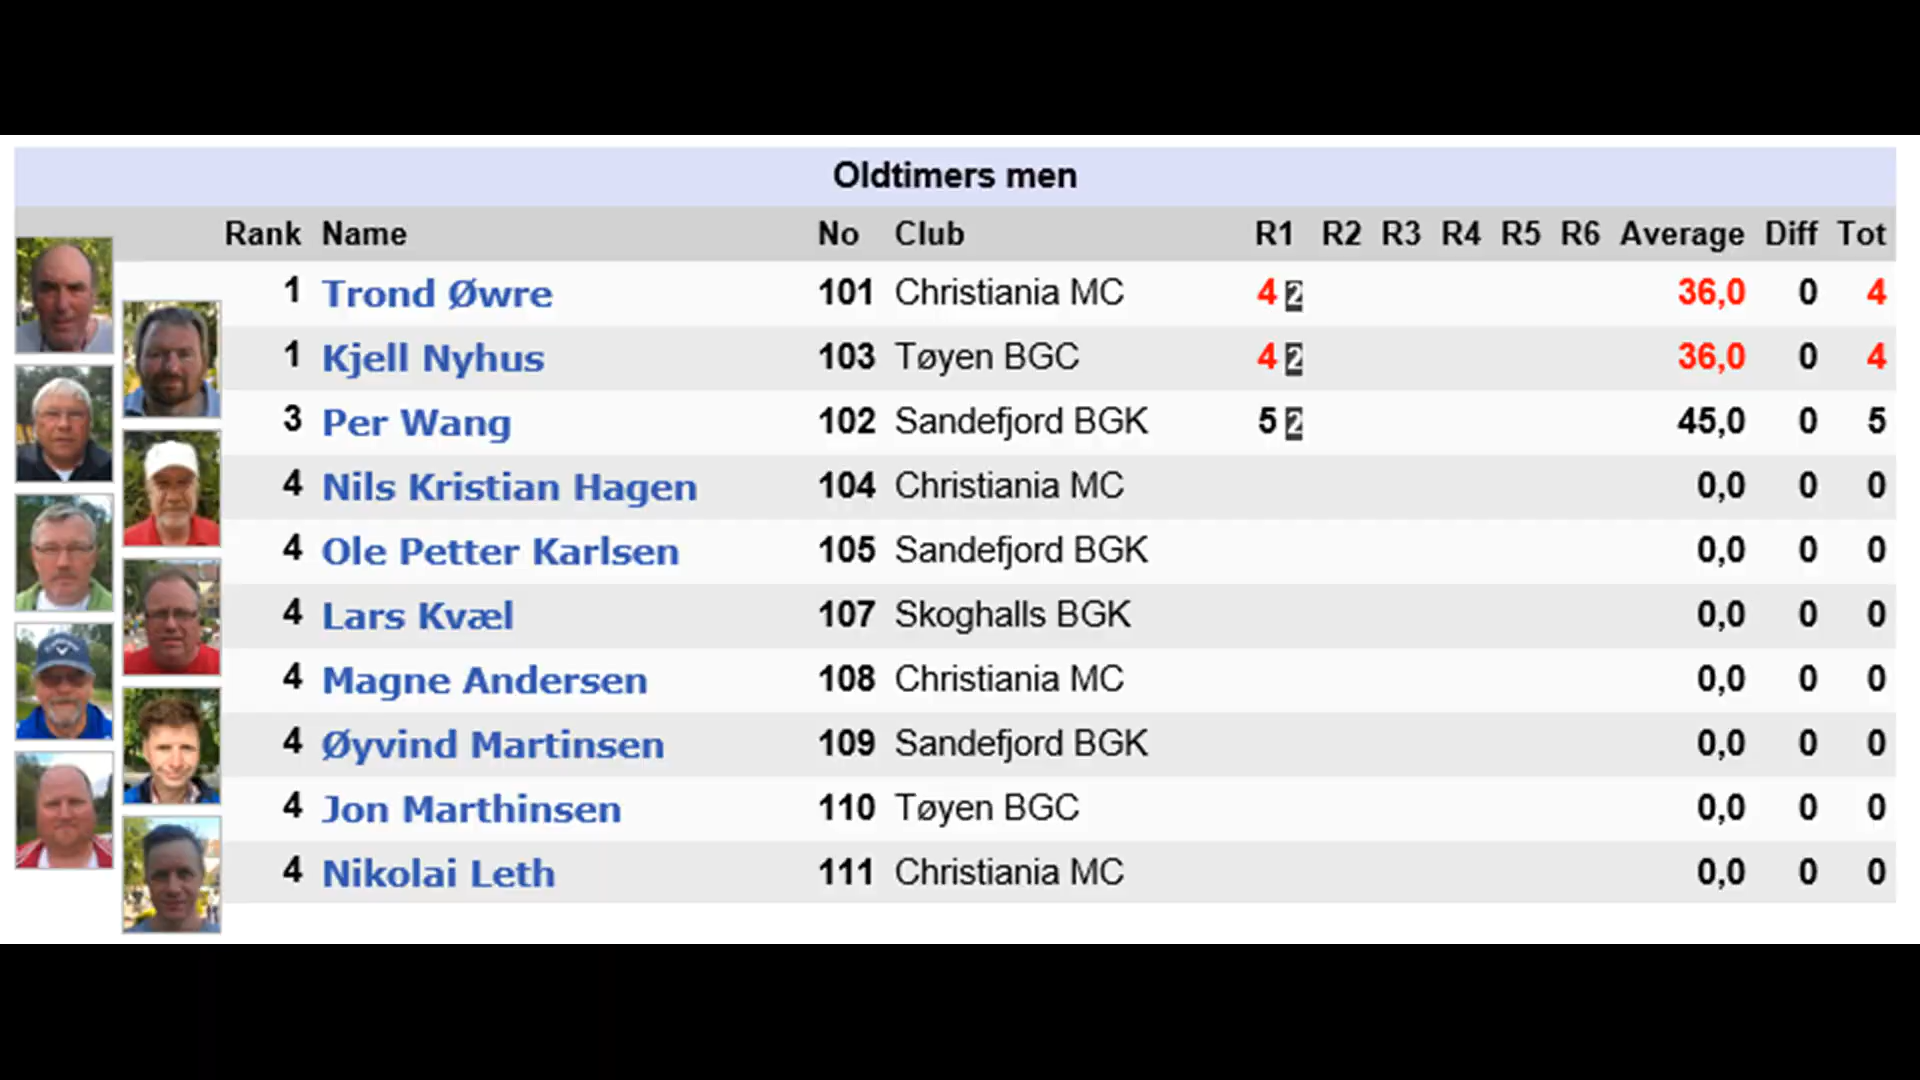 Oldtimers men
Rank Name No Club R1 R2 R3 R4 R5 R6 Average Diff Tot
1 Trond Øwre 101 Christiania MC 4 2 36,0 0 4
1 Kjell Nyhus 103 Tøyen BGC 4 2 36,0 0 4
3 Per Wang 102 Sandefjord BGK 5 2 45,0 0 5
4 Nils Kristian Hagen 104 Christiania MC 0,0 0 0
4 Ole Petter Karlsen 105 Sandefjord BGK 0,0 0 0
4 Lars Kvæl 107 Skoghalls BGK 0,0 0 0
4 Magne Andersen 108 Christiania MC 0,0 0 0
4 Øyvind Martinsen 109 Sandefjord BGK 0,0 0 0
4 Jon Marthinsen 110 Tøyen BGC 0,0 0 0
4 Nikolai Leth 111 Christiania MC 0,0 0 0